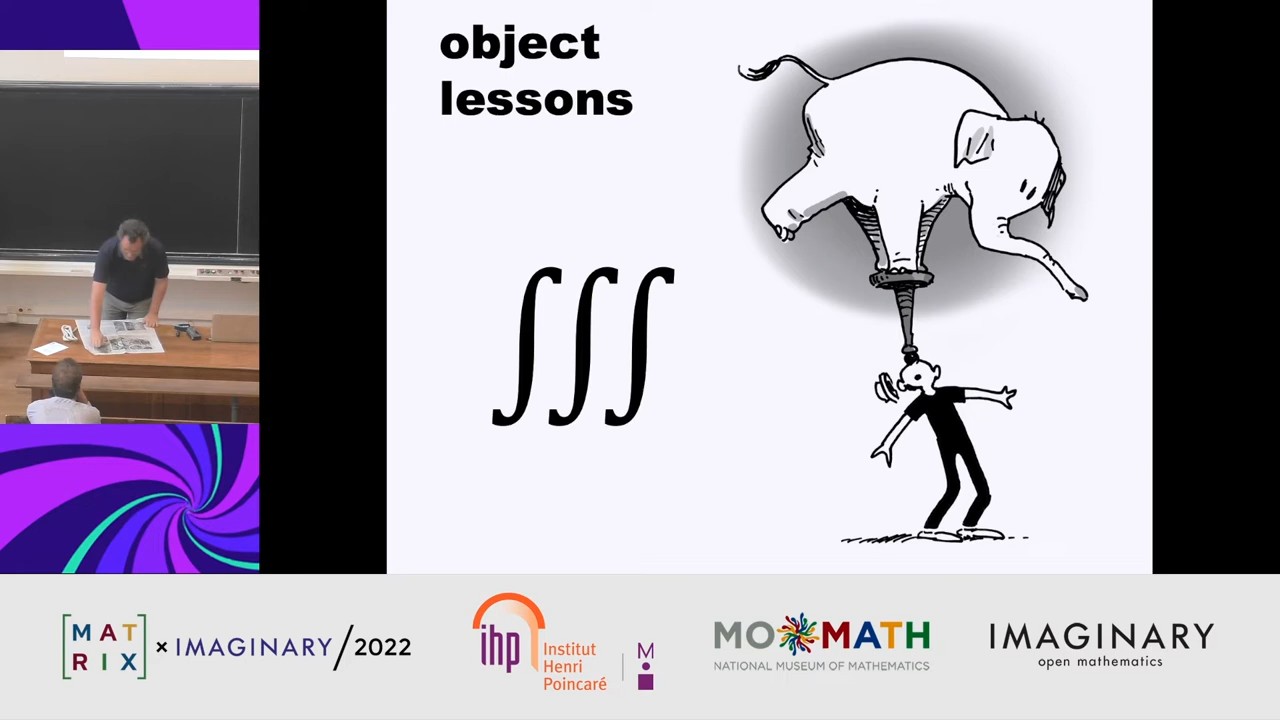 object
lessons
∫∫∫
[MAT
RIX] × IMAGINARY / 2022
ihp Institut
Henri
Poincaré
M
MOMATH
NATIONAL MUSEUM OF MATHEMATICS
IMAGINARY
open mathematics